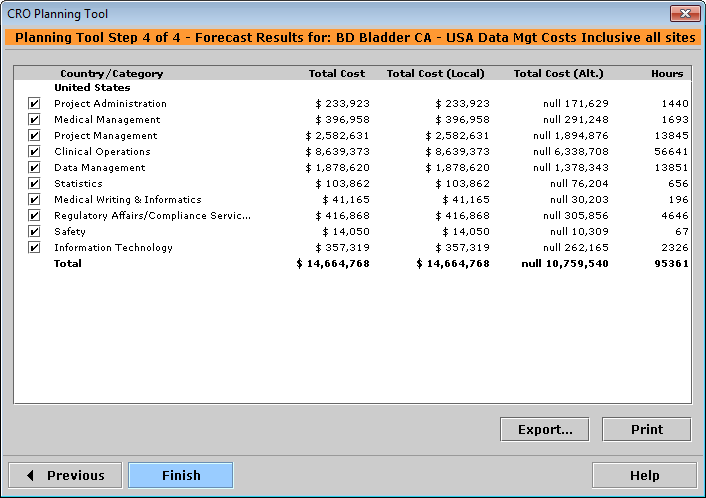 CRO Planning Tool
Planning Tool Step 4 of 4 - Forecast Results for: BD Bladder CA - USA Data Mgt Costs Inclusive all sites
Country/Category Total Cost Total Cost (Local) Total Cost (Alt.) Hours
United States
Project Administration $ 233,923 $ 233,923 null 171,629 1440
Medical Management $ 396,958 $ 396,958 null 291,248 1693
Project Management $ 2,582,631 $ 2,582,631 null 1,894,876 13845
Clinical Operations $ 8,639,373 $ 8,639,373 null 6,338,708 56641
Data Management $ 1,878,620 $ 1,878,620 null 1,378,343 13851
Statistics $ 103,862 $ 103,862 null 76,204 656
Medical Writing & Informatics $ 41,165 $ 41,165 null 30,203 196
Regulatory Affairs/Compliance Servic... $ 416,868 $ 416,868 null 305,856 4646
Safety $ 14,050 $ 14,050 null 10,309 67
Information Technology $ 357,319 $ 357,319 null 262,165 2326
Total $ 14,664,768 $ 14,664,768 null 10,759,540 95361
Export... Print
Previous Finish Help